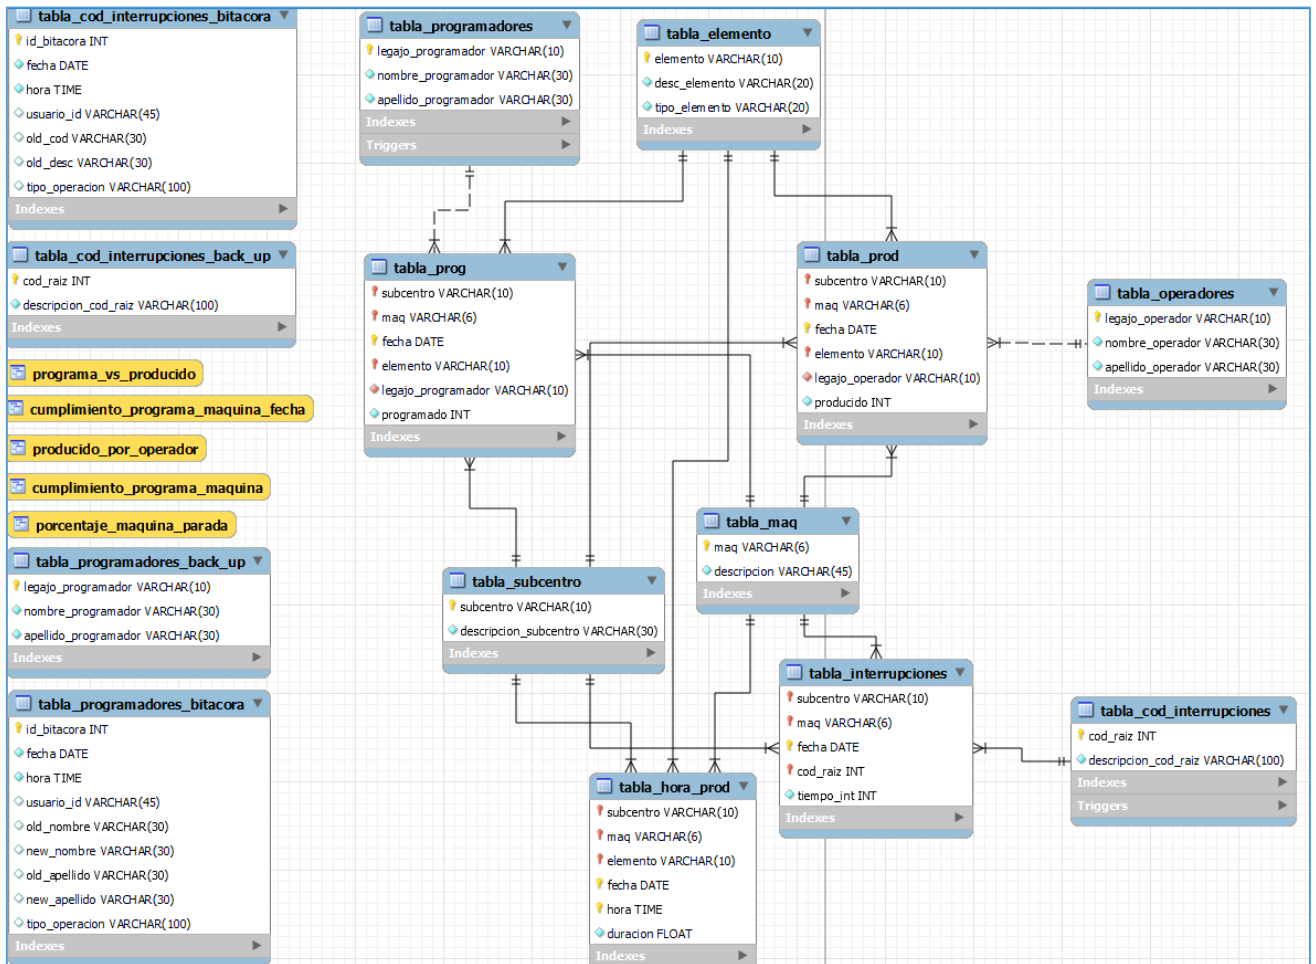 tabla_cod_interrupciones_bitacora
id_bitacora INT
fecha DATE
hora TIME
usuario_id VARCHAR(45)
old_cod VARCHAR(30)
old_desc VARCHAR(30)
tipo_operacion VARCHAR(100)
Indexes
tabla_cod_interrupciones_back_up
cod_raiz INT
descripcion_cod_raiz VARCHAR(100)
Indexes
programa_vs_producido
cumplimiento_programa_maquina_fecha
producido_por_operador
cumplimiento_programa_maquina
porcentaje_maquina_parada
tabla_programadores_back_up
legajo_programador VARCHAR(10)
nombre_programador VARCHAR(30)
apellido_programador VARCHAR(30)
Indexes
tabla_programadores_bitacora
id_bitacora INT
fecha DATE
hora TIME
usuario_id VARCHAR(45)
old_nombre VARCHAR(30)
new_nombre VARCHAR(30)
old_apellido VARCHAR(30)
new_apellido VARCHAR(30)
tipo_operacion VARCHAR(100)
Indexes
tabla_programadores
legajo_programador VARCHAR(10)
nombre_programador VARCHAR(30)
apellido_programador VARCHAR(30)
Indexes
Triggers
tabla_elemento
elemento VARCHAR(10)
desc_elemento VARCHAR(20)
tipo_elemento VARCHAR(20)
Indexes
tabla_prog
subcentro VARCHAR(10)
maq VARCHAR(6)
fecha DATE
elemento VARCHAR(10)
legajo_programador VARCHAR(10)
programado INT
Indexes
tabla_prod
subcentro VARCHAR(10)
maq VARCHAR(6)
fecha DATE
elemento VARCHAR(10)
legajo_operador VARCHAR(10)
producido INT
Indexes
tabla_operadores
legajo_operador VARCHAR(10)
nombre_operador VARCHAR(30)
apellido_operador VARCHAR(30)
Indexes
tabla_maq
maq VARCHAR(6)
descripcion VARCHAR(45)
Indexes
tabla_subcentro
subcentro VARCHAR(10)
descripcion_subcentro VARCHAR(30)
Indexes
tabla_interrupciones
subcentro VARCHAR(10)
maq VARCHAR(6)
fecha DATE
cod_raiz INT
tiempo_int INT
Indexes
tabla_cod_interrupciones
cod_raiz INT
descripcion_cod_raiz VARCHAR(100)
Indexes
Triggers
tabla_hora_prod
subcentro VARCHAR(10)
maq VARCHAR(6)
elemento VARCHAR(10)
fecha DATE
hora TIME
duracion FLOAT
Indexes